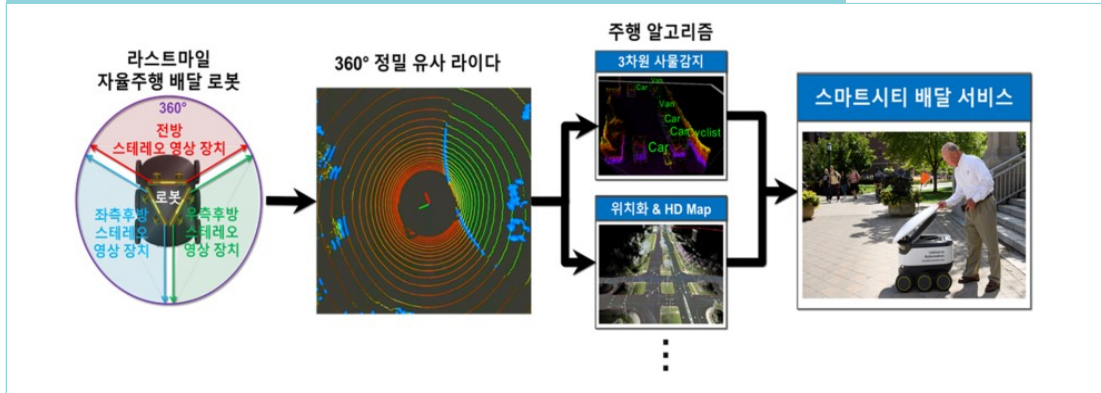 라스트마일
자율주행 배달 로봇
360°
전방
스테레오 영상 장치
로봇
좌측후방
스테레오
영상 장치
우측후방
스테레오
영상 장치
360° 정밀 유사 라이다
주행 알고리즘
3차원 사물감지
Van
Car
Van
Car
Car
Cyclist
Car
위치화 & HD Map
스마트시티 배달 서비스